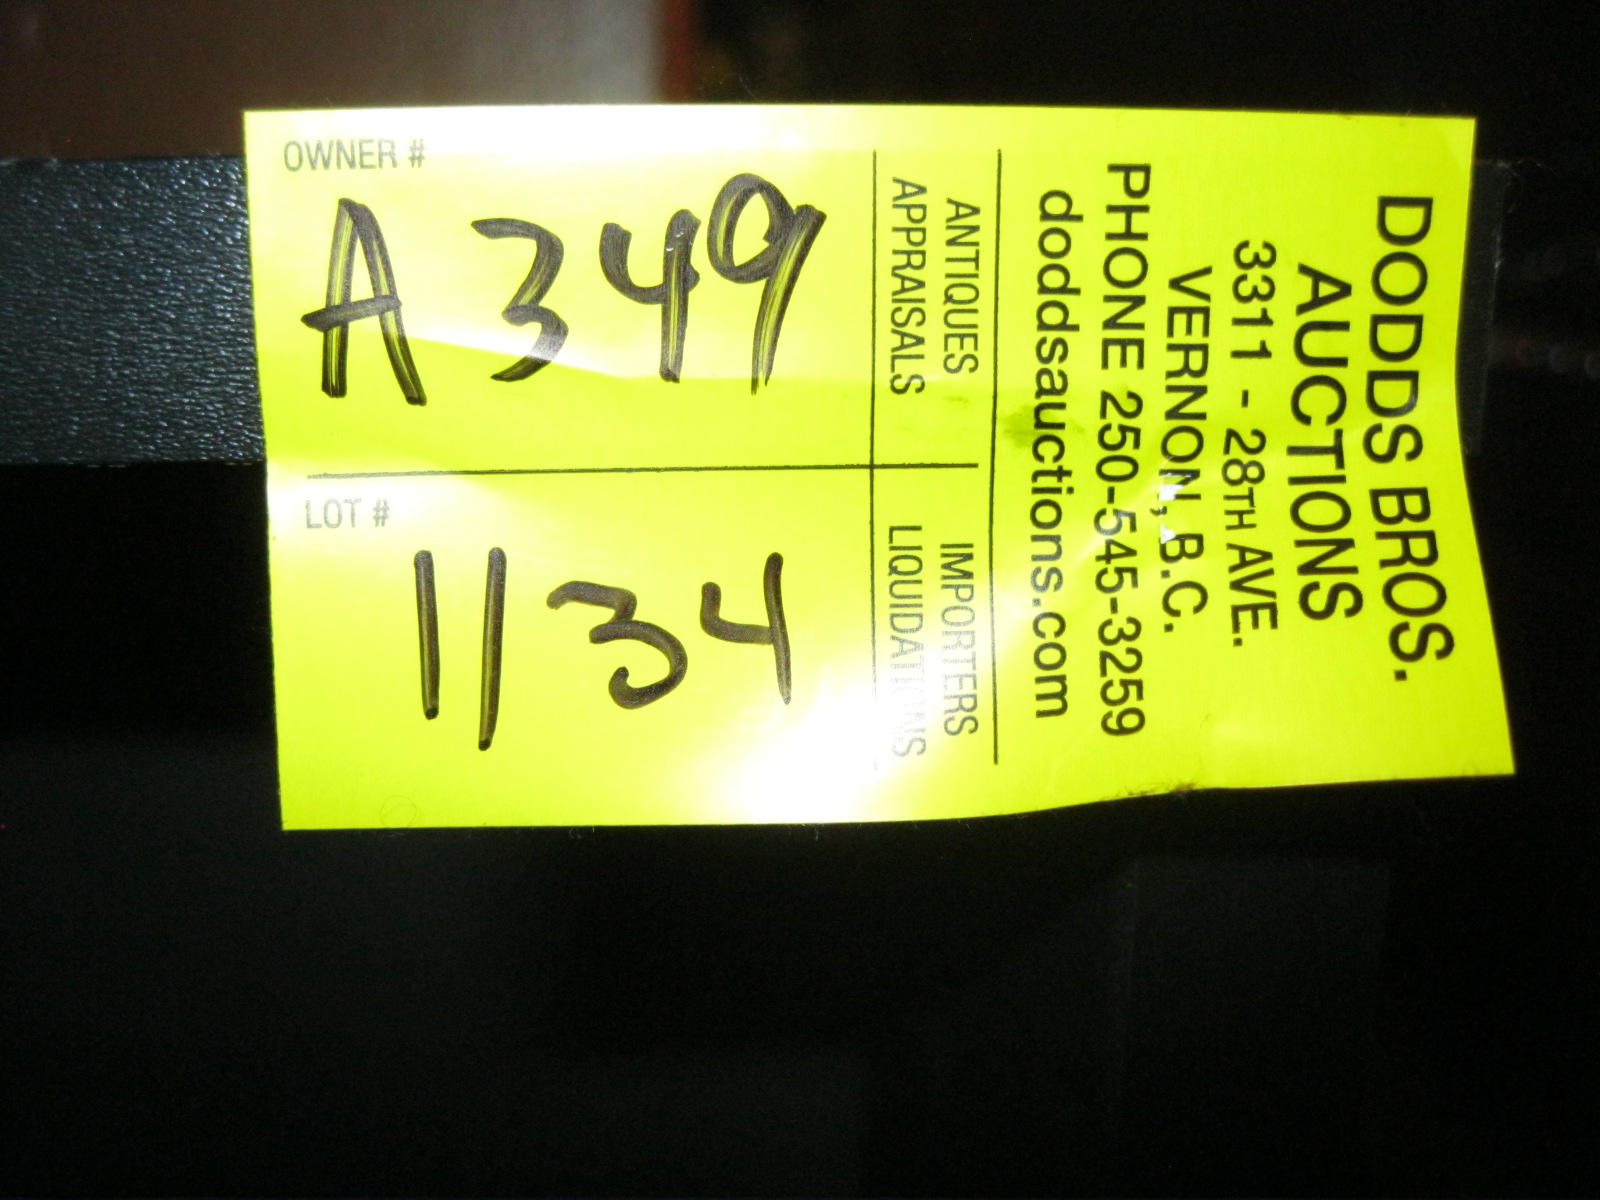 OWNER #
A349
LOT #
1134
DODDS BROS.
AUCTIONS
3311 - 28TH AVE.
VERNON, B.C.
PHONE 250-545-3259
doddsauctions.com
ANTIQUES IMPORTERS
APPRAISALS LIQUIDATIONS